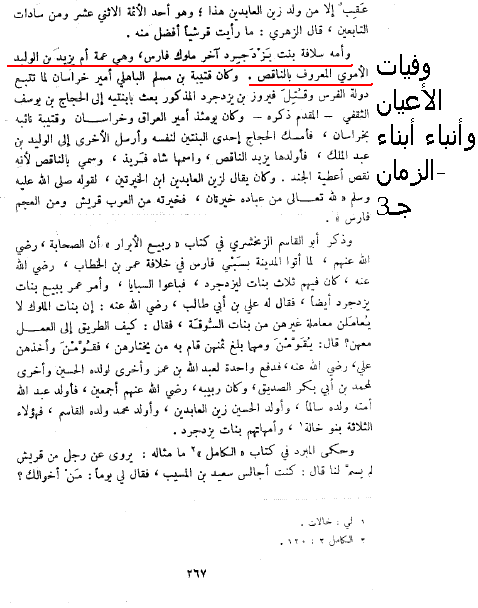 عَقِبٌ إلا من ولد زين العابدين هذا ؛ وهو أحد الأئمة الاثني عشر ومن سادات
التابعين ، قال الزهري : ما رأيت قرشياً أفضل منه .
وأمه سلافة بنت يَزْدَجِرد آخر ملوك فارس ، وهي عمة أم يزيد بن الوليد
الأموي المعروف بالناقص . وكان قتيبة بن مسلم الباهلي أمير خراسان لما تتبع
دولة الفرس وقتل فيروز بن يزدجرد المذكور بعث بابنتيه إلى الحجاج بن يوسف
الثقفي – المقدم ذكره – وكان يومئذ أمير العراق وخراسان ، وقتيبة نائبه
بخراسان ، فأمسك الحجاج إحدى البنتين لنفسه وأرسل الأخرى إلى الوليد بن
عبد الملك ، فأولدها يزيد الناقص ، واسمها شاه فريد ، وسمي بالناقص لأنه
نقص أعطية الجند . وكان يقال لزين العابدين ابن الخيرتين ، لقوله صلى الله عليه
وسلم « لله تعالى من عباده خيرتان ، فخيرته من العرب قريش ومن العجم
فارس » .
وذكر أبو القاسم الزمخشري في كتاب « ربيع الأبرار » أن الصحابة ، رضي
الله عنهم ، لما أتوا المدينة بسبي فارس في خلافة عمر بن الخطاب ، رضي الله
عنه ، كان فيهم ثلاث بنات ليزدجرد ، فباعوا السبايا ، وأمر عمر ببيع بنات
يزدجرد أيضاً ، فقال له علي بن أبي طالب ، رضي الله عنه : إن بنات الملوك لا
يُعامَلن معاملة غيرهن من بنات السُّوقة ، فقال : كيف الطريق إلى العمل
معهن؟ قال: يُقَوَّمْنَ ومهما بلغ ثمنهن قام به من يختارهن ، فقُوِّمْنَ وأخذهن
علي، رضي الله عنه، فدفع واحدة لعبد الله بن عمر وأخرى لولده الحسين وأخرى
لمحمد بن أبي بكر الصديق، وكان ربيبه، رضي الله عنهم أجمعين ، فأولد عبد الله
أمته ولده سالماً ، وأولد الحسين زين العابدين ، وأولد محمد ولده القاسم ، فهؤلاء
الثلاثة بنو خالة¹ ، وأمهاتهم بنات يزدجرد .
وحكى المبرد في كتاب « الكامل »² ما مثاله : يروى عن رجل من قريش
لم يسمَّ لنا قال : كنت أجالس سعيد بن المسيب ، فقال لي يوماً : مَنْ أخوالك ؟
١ لي : خالات .
٢ الكامل ٢ : ١٢٠ .
٢٦٧
وفيات
الأعيان
وأنباء أبناء
الزمان-
جـ3